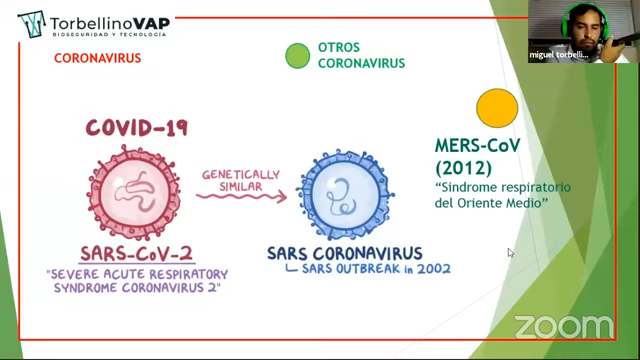 TorbellinoVAP
BIOSEGURIDAD Y TECNOLOGÍA
CORONAVIRUS
OTROS
CORONAVIRUS
miguel torbelli...
COVID-19
GENETICALLY
SIMILAR
MERS-CoV
(2012)
“Sindrome respiratorio
del Oriente Medio”
SARS-CoV-2
"SEVERE ACUTE RESPIRATORY
SYNDROME CORONAVIRUS 2"
SARS CORONAVIRUS
SARS OUTBREAK in 2002
zoom